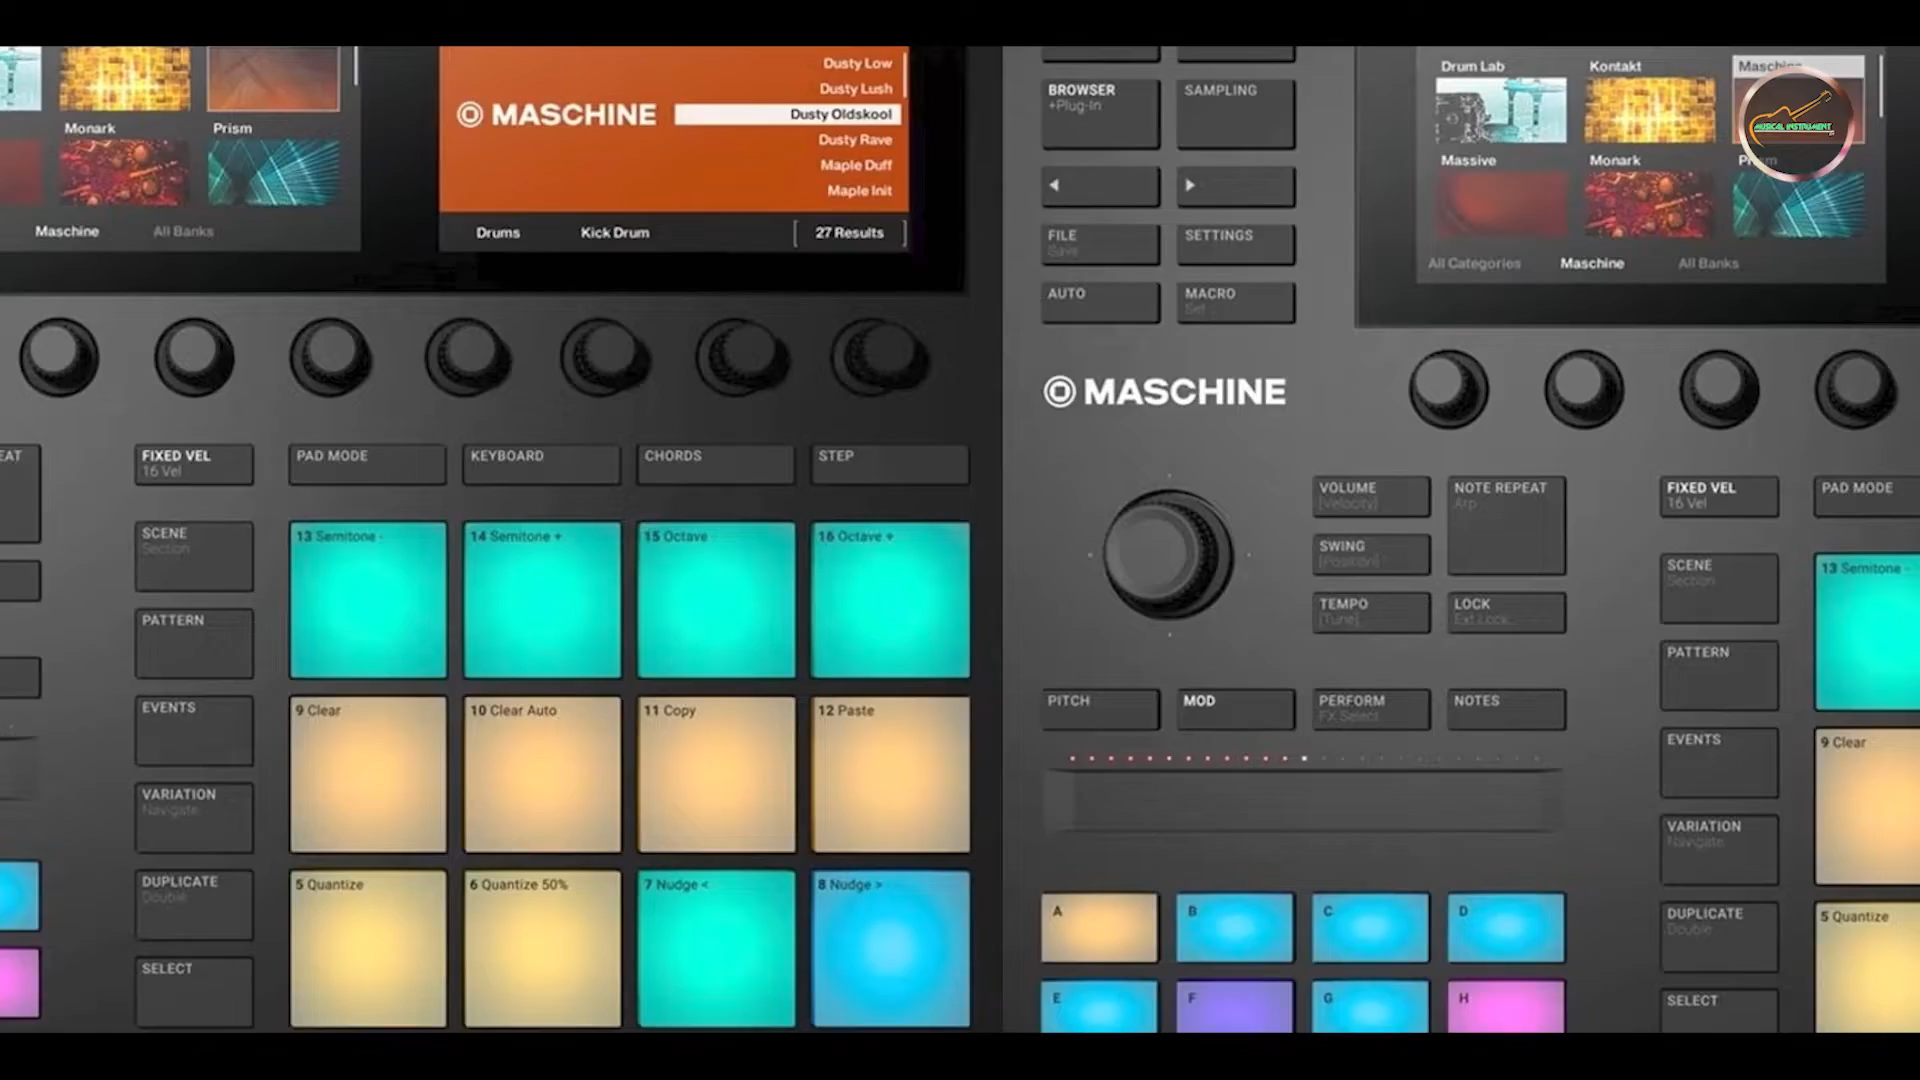 Monark
Prism
Maschine
All Banks
MASCHINE
Dusty Low
Dusty Lush
Dusty Oldskool
Dusty Rave
Maple Duff
Maple Init
Drums
Kick Drum
27 Results
EAT
FIXED VEL
16 Vel
PAD MODE
KEYBOARD
CHORDS
STEP
SCENE
Section
PATTERN
EVENTS
VARIATION
Navigate
DUPLICATE
Double
SELECT
13 Semitone -
14 Semitone +
15 Octave
16 Octave +
9 Clear
10 Clear Auto
11 Copy
12 Paste
5 Quantize
6 Quantize 50%
7 Nudge <
8 Nudge >
BROWSER
+Plug-In
SAMPLING
FILE
Save
SETTINGS
AUTO
MACRO
Set
MASCHINE
VOLUME
[Velocity]
NOTE REPEAT
Arp
SWING
[Position]
TEMPO
[Tune]
LOCK
Ext Lock
PITCH
MOD
PERFORM
FX Select
NOTES
A
B
C
D
E
F
G
H
Drum Lab
Kontakt
Maschine
MUSICAL INSTRUMENT
Massive
Monark
Prism
All Categories
Maschine
All Banks
FIXED VEL
16 Vel
PAD MODE
SCENE
Section
PATTERN
EVENTS
VARIATION
Navigate
DUPLICATE
Double
SELECT
13 Semitone -
9 Clear
5 Quantize